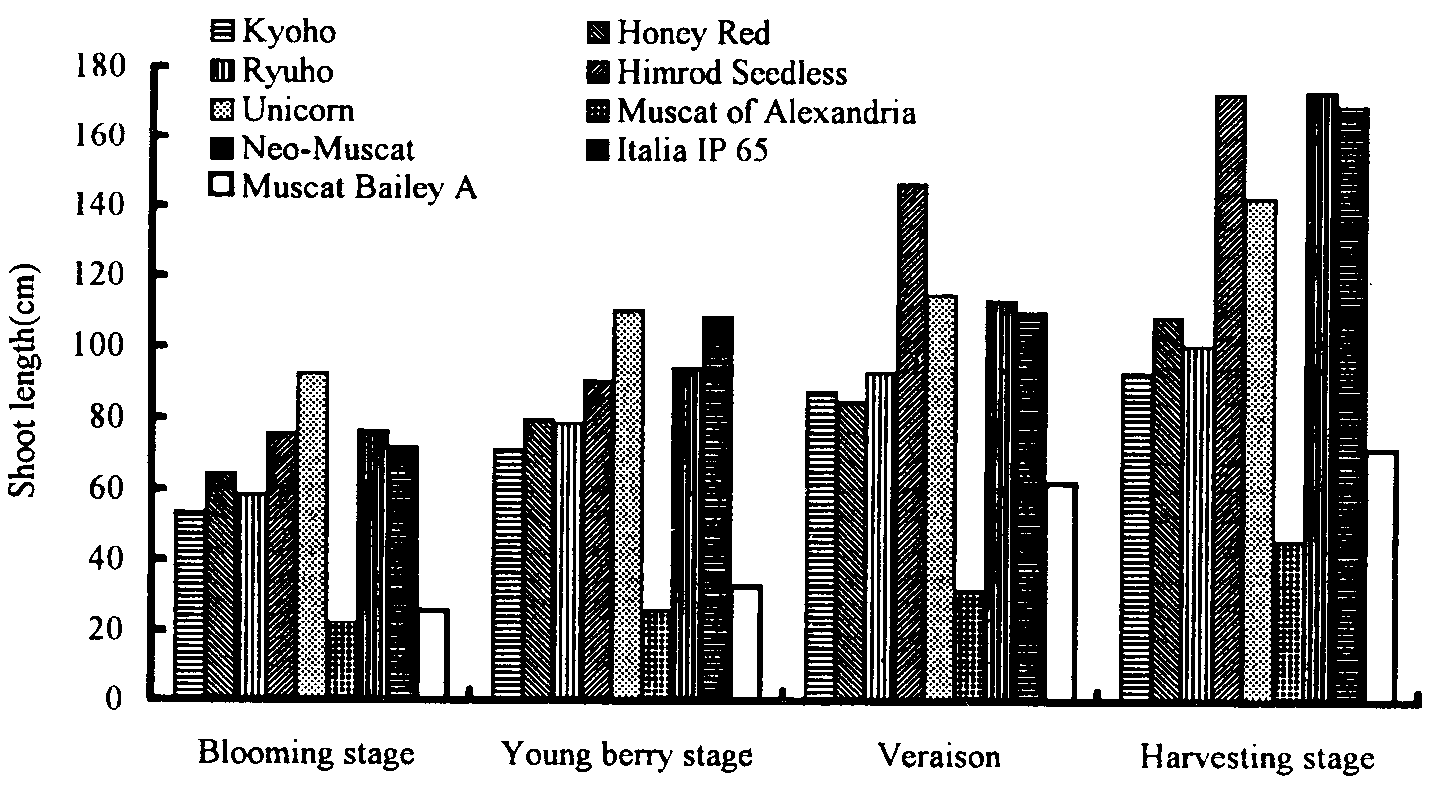 Kyoho
Honey Red
Ryuho
Himrod Seedless
Unicorn
Muscat of Alexandria
Neo-Muscat
Italia IP 65
Muscat Bailey A
180
160
140
120
100
80
60
40
20
0
Shoot length(cm)
Blooming stage
Young berry stage
Veraison
Harvesting stage